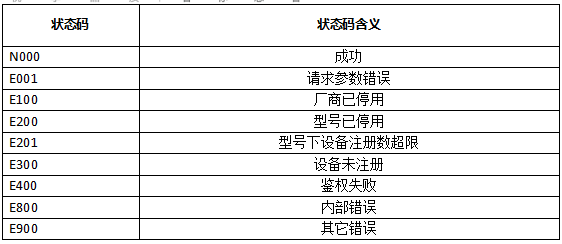 状态码 状态码含义
N000 成功
E001 请求参数错误
E100 厂商已停用
E200 型号已停用
E201 型号下设备注册数超限
E300 设备未注册
E400 鉴权失败
E800 内部错误
E900 其它错误